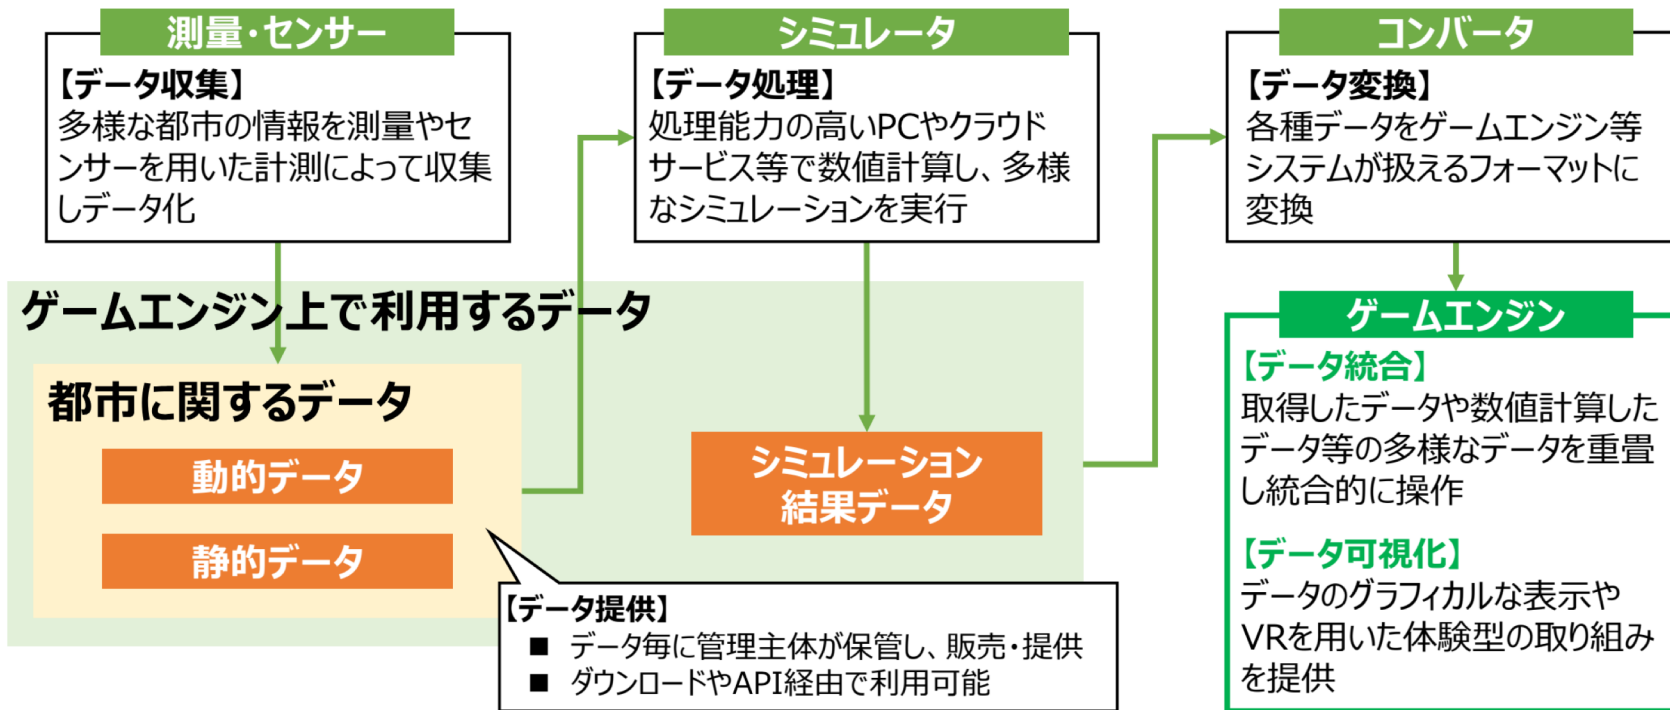 測量・センサー
【データ収集】
多様な都市の情報を測量やセ
ンサーを用いた計測によって収集
しデータ化
シミュレータ
【データ処理】
処理能力の高いPCやクラウド
サービス等で数値計算し、多様
なシミュレーションを実行
コンバータ
【データ変換】
各種データをゲームエンジン等
システムが扱えるフォーマットに
変換
ゲームエンジン上で利用するデータ
都市に関するデータ
動的データ
静的データ
シミュレーション
結果データ
【データ提供】
■ データ毎に管理主体が保管し、販売・提供
■ ダウンロードやAPI経由で利用可能
ゲームエンジン
【データ統合】
取得したデータや数値計算した
データ等の多様なデータを重畳
し統合的に操作
【データ可視化】
データのグラフィカルな表示や
VRを用いた体験型の取り組み
を提供